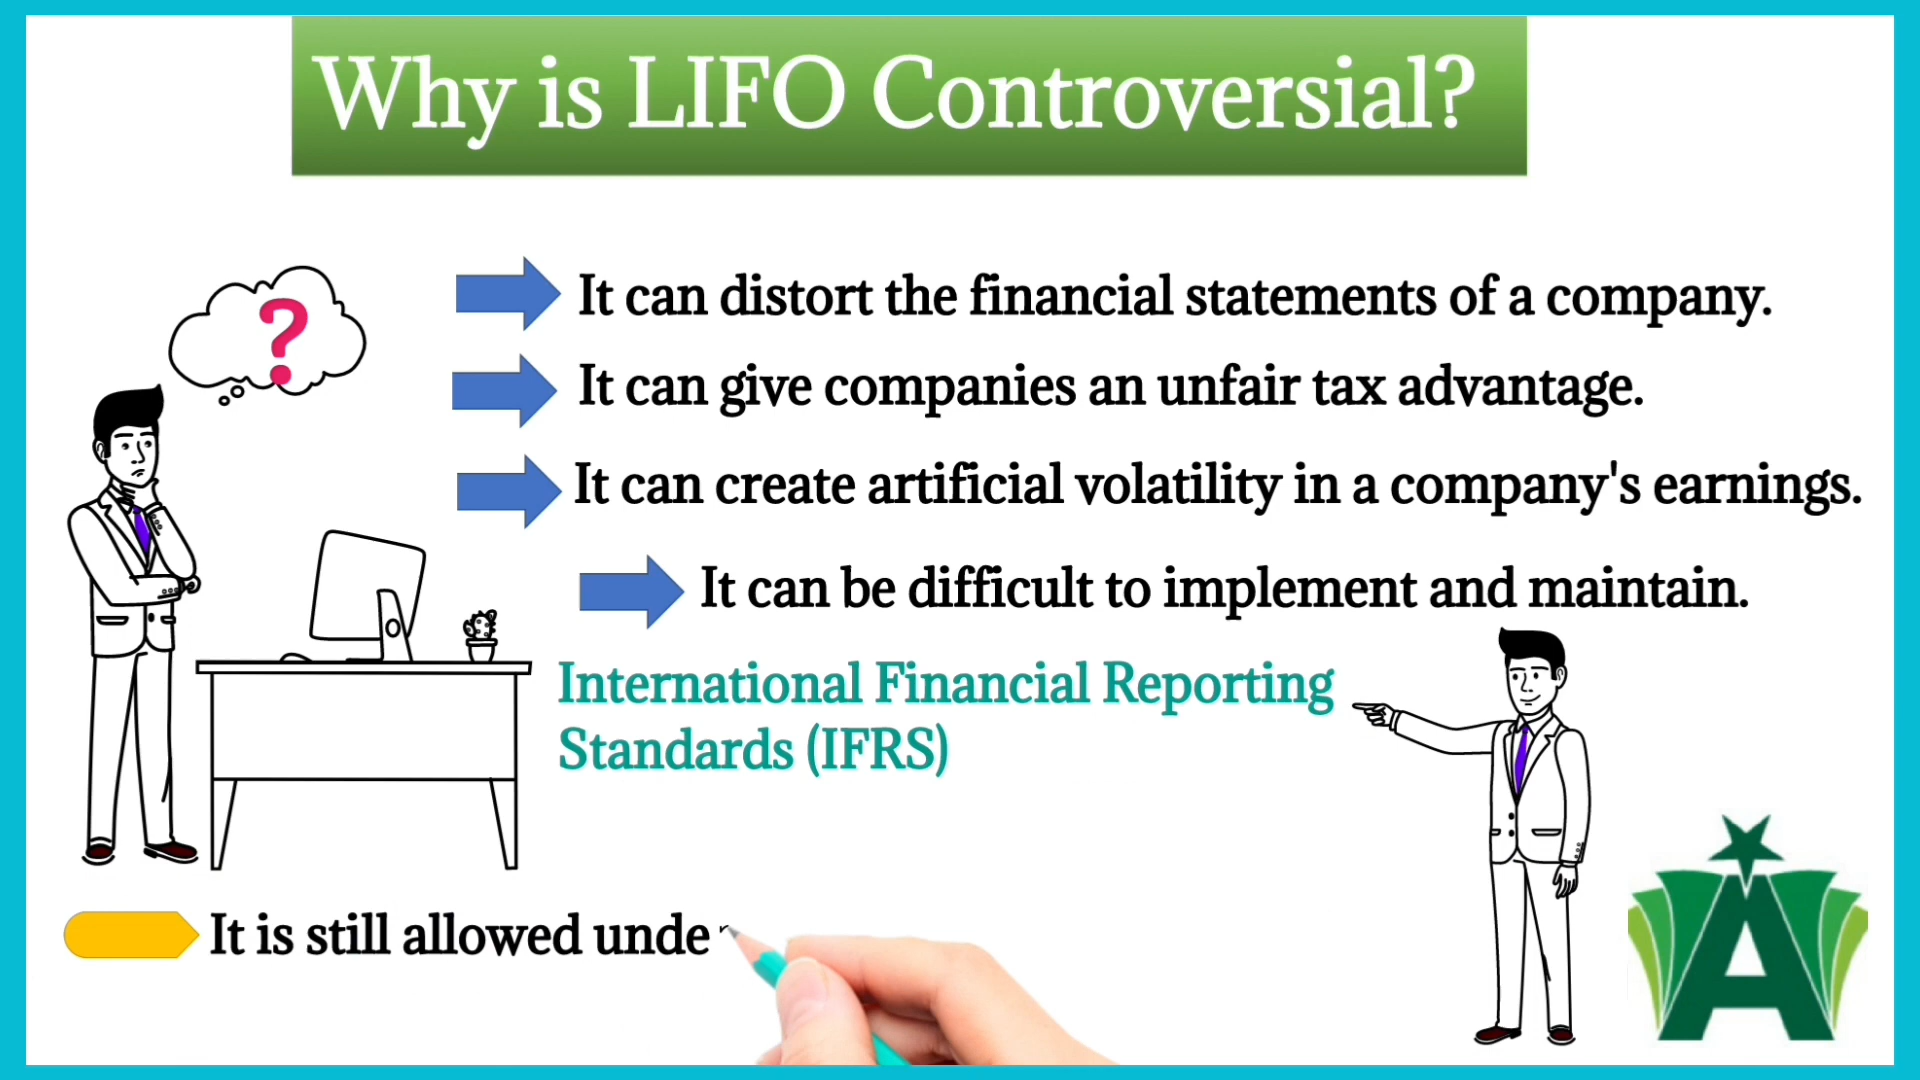 Why is LIFO Controversial?
?
It can distort the financial statements of a company.
It can give companies an unfair tax advantage.
It can create artificial volatility in a company's earnings.
It can be difficult to implement and maintain.
International Financial Reporting
Standards (IFRS)
It is still allowed unde
A